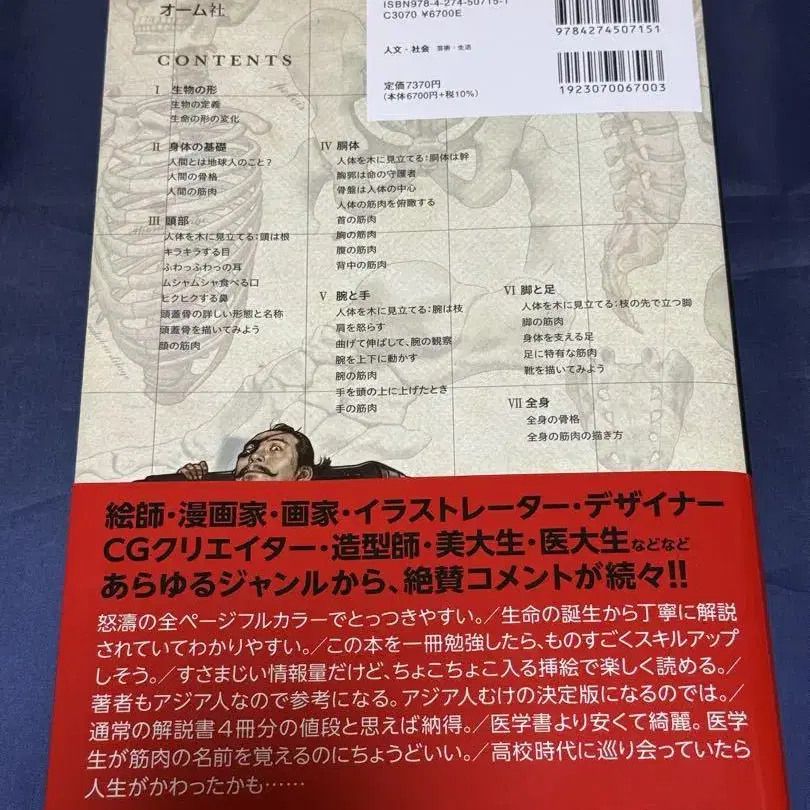 オーム社
ISBN978-4-274-50715-1
C3070 ¥6700E
9784274507151
人文・社会 芸術・生活
定価7370円
(本体6700円+税10%)
1923070067003
CONTENTS
I 生物の形
生物の定義
生命の形の変化
II 身体の基礎
人間とは地球人のこと?
人間の骨格
人間の筋肉
III 頭部
人体を木に見立てる:頭は根
キラキラする目
ふわっふわっの耳
ムシャムシャ食べる口
ヒクヒクする鼻
頭蓋骨の詳しい形態と名称
頭蓋骨を描いてみよう
頭の筋肉
IV 胴体
人体を木に見立てる:胴体は幹
胸郭は命の守護者
骨盤は人体の中心
人体の筋肉を俯瞰する
首の筋肉
胸の筋肉
腹の筋肉
背中の筋肉
V 腕と手
人体を木に見立てる:腕は枝
肩を怒らす
曲げて伸ばして、腕の観察
腕を上下に動かす
腕の筋肉
手を頭の上に上げたとき
手の筋肉
VI 脚と足
人体を木に見立てる:枝の先で立つ脚
脚の筋肉
身体を支える足
足に特有な筋肉
靴を描いてみよう
VII 全身
全身の骨格
全身の筋肉の描き方
絵師・漫画家・画家・イラストレーター・デザイナー
CGクリエイター・造型師・美大生・医大生などなど
あらゆるジャンルから、絶賛コメントが続々!!
怒濤の全ページフルカラーでとっつきやすい。/生命の誕生から丁寧に解説
されていてわかりやすい。/この本を一冊勉強したら、ものすごくスキルアップ
しそう。/すさまじい情報量だけど、ちょこちょこ入る挿絵で楽しく読める。/
著者もアジア人なので参考になる。アジア人むけの決定版になるのでは。/
通常の解説書4冊分の値段と思えば納得。/医学書より安くて綺麗。医学
生が筋肉の名前を覚えるのにちょうどいい。/高校時代に巡り会っていたら
人生がかわったかも……